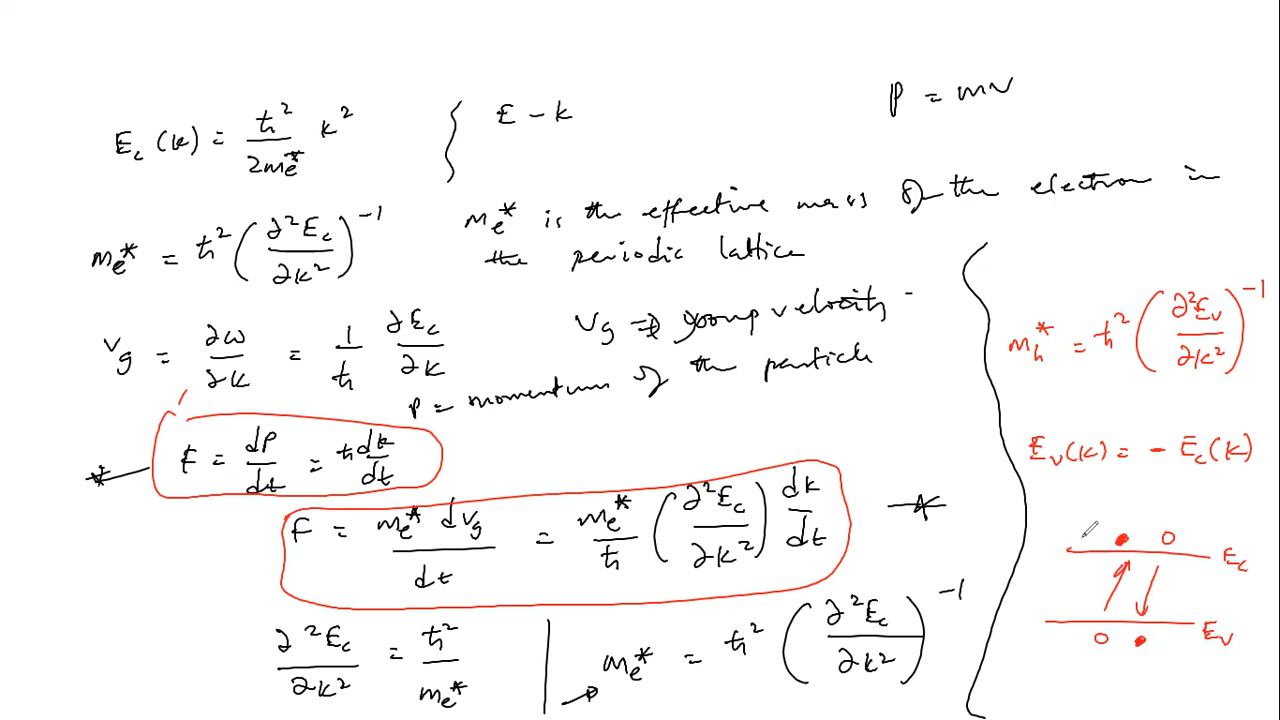 P = mv
E_c(k) = ħ²/2m_e* k² { E - k
m_e* is the effective mass of the electron in
the periodic lattice
m_e* = ħ² (∂²E_c/∂k²)⁻¹
v_g = ∂ω/∂k = 1/ħ ∂E_c/∂k
v_g ⇒ group velocity -
P = momentum of the particle
* F = dP/dt = ħ dk/dt
F = m_e* dv_g/dt = m_e*/ħ (∂²E_c/∂k²) dk/dt *
∂²E_c/∂k² = ħ²/m_e* | → m_e* = ħ² (∂²E_c/∂k²)⁻¹
m_h* = ħ² (∂²E_v/∂k²)⁻¹
E_v(k) = - E_c(k)
E_c
E_v